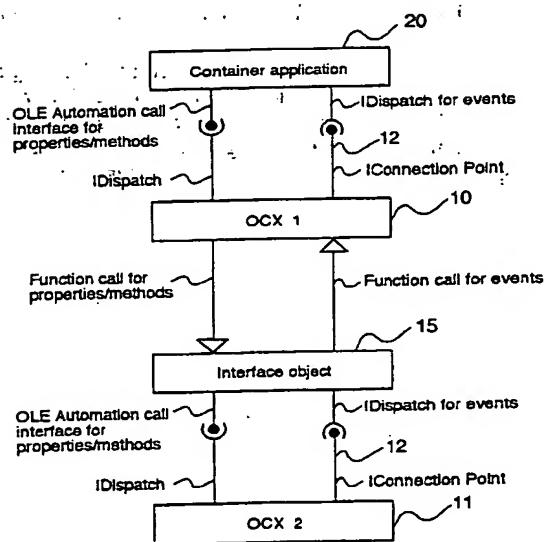 20
Container application
OLE Automation call
interface for
properties/methods
IDispatch for events
12
IDispatch
IConnection Point
10
OCX 1
Function call for
properties/methods
Function call for events
15
Interface object
OLE Automation call
interface for
properties/methods
IDispatch for events
12
IDispatch
IConnection Point
11
OCX 2